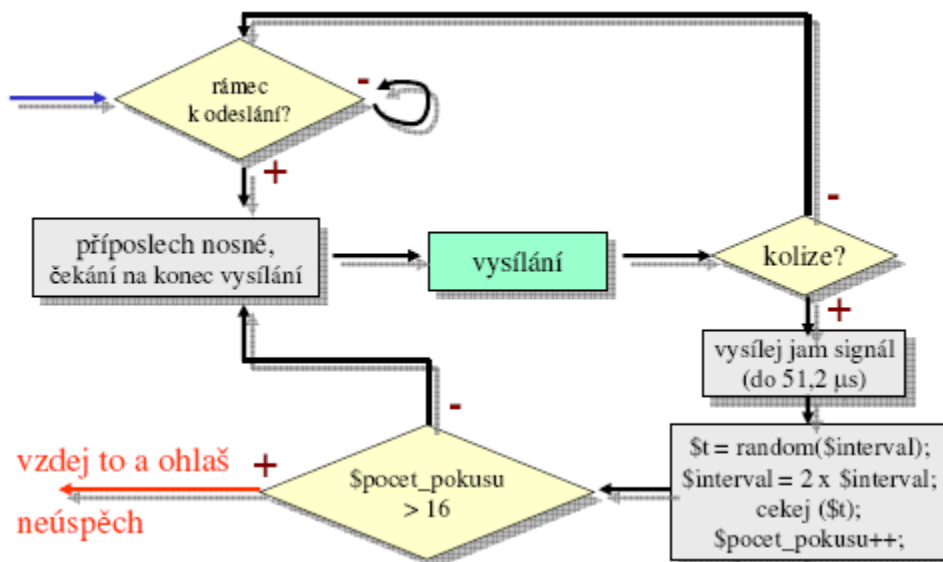 rámec
k odeslání?
-
+
příposlech nosné,
čekání na konec vysílání
vysílání
kolize?
-
+
vysílej jam signál
(do 51,2 µs)
$t = random($interval);
$interval = 2 x $interval;
cekej ($t);
$pocet_pokusu++;
$pocet_pokusu
> 16
-
+
vzdej to a ohlaš
neúspěch